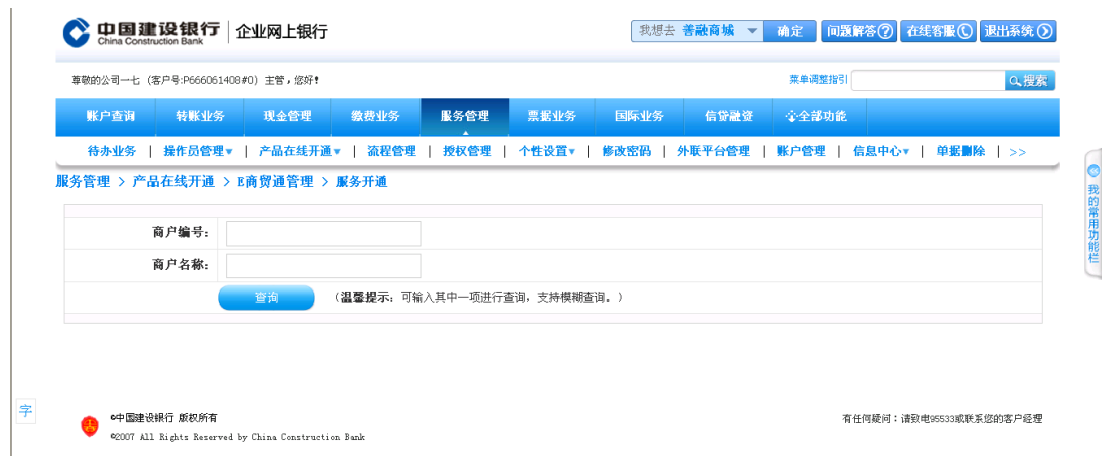 中国建设银行 企业网上银行
China Construction Bank
我想去 善融商城 确定 问题解答? 在线客服 退出系统
尊敬的公司一七（客户号:P666061408#0）主管，您好！ 菜单调整指引 搜索
账户查询 转账业务 现金管理 缴费业务 服务管理 票据业务 国际业务 信贷融资 全部功能
待办业务 | 操作员管理 | 产品在线开通 | 流程管理 | 授权管理 | 个性设置 | 修改密码 | 外联平台管理 | 账户管理 | 信息中心 | 单据删除 | >>
服务管理 > 产品在线开通 > E商贸通管理 > 服务开通
我的常用功能栏
商户编号：
商户名称：
查询 （温馨提示：可输入其中一项进行查询，支持模糊查询。）
字
©中国建设银行 版权所有
©2007 All Rights Reserved by China Construction Bank
有任何疑问：请致电95533或联系您的客户经理